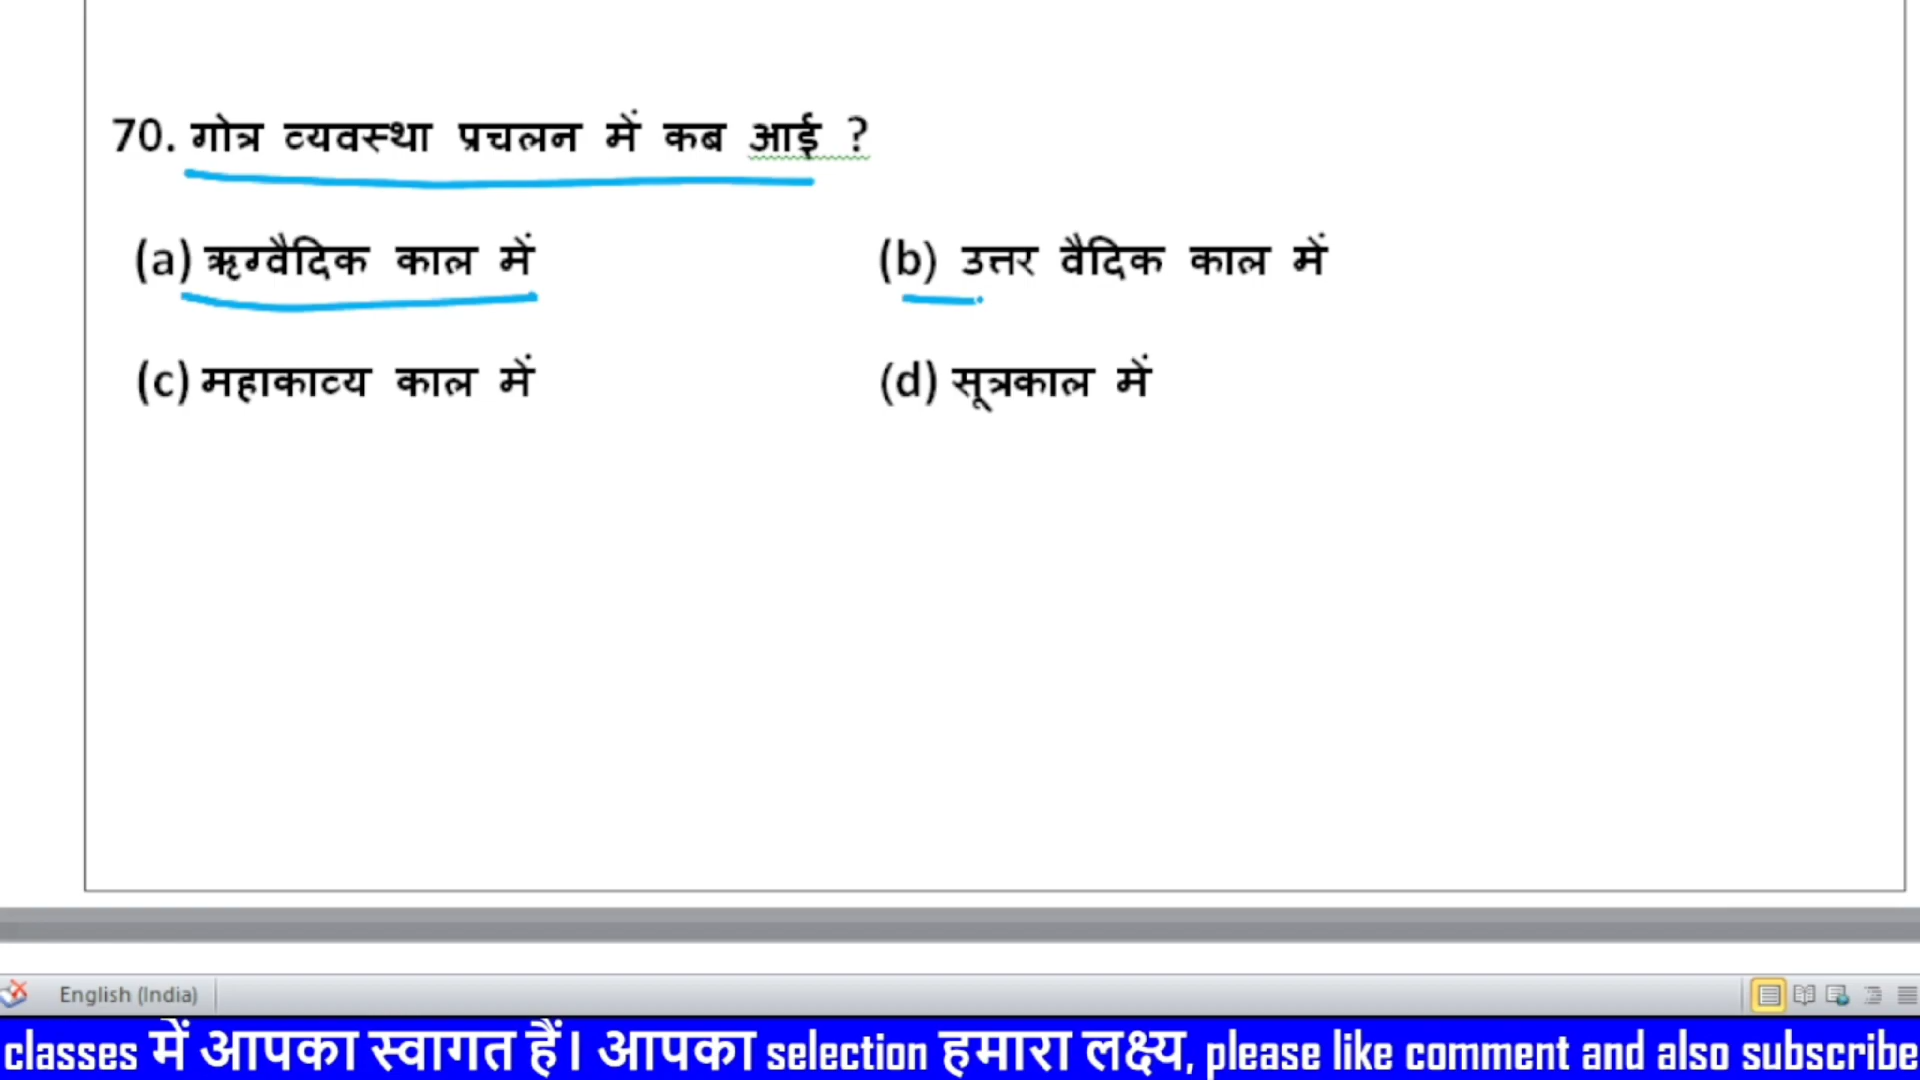 70. गोत्र व्यवस्था प्रचलन में कब आई ?
(a) ऋग्वैदिक काल में (b) उत्तर वैदिक काल में
(c) महाकाव्य काल में (d) सूत्रकाल में
English (India)
classes में आपका स्वागत हैं। आपका selection हमारा लक्ष्य, please like comment and also subscribe